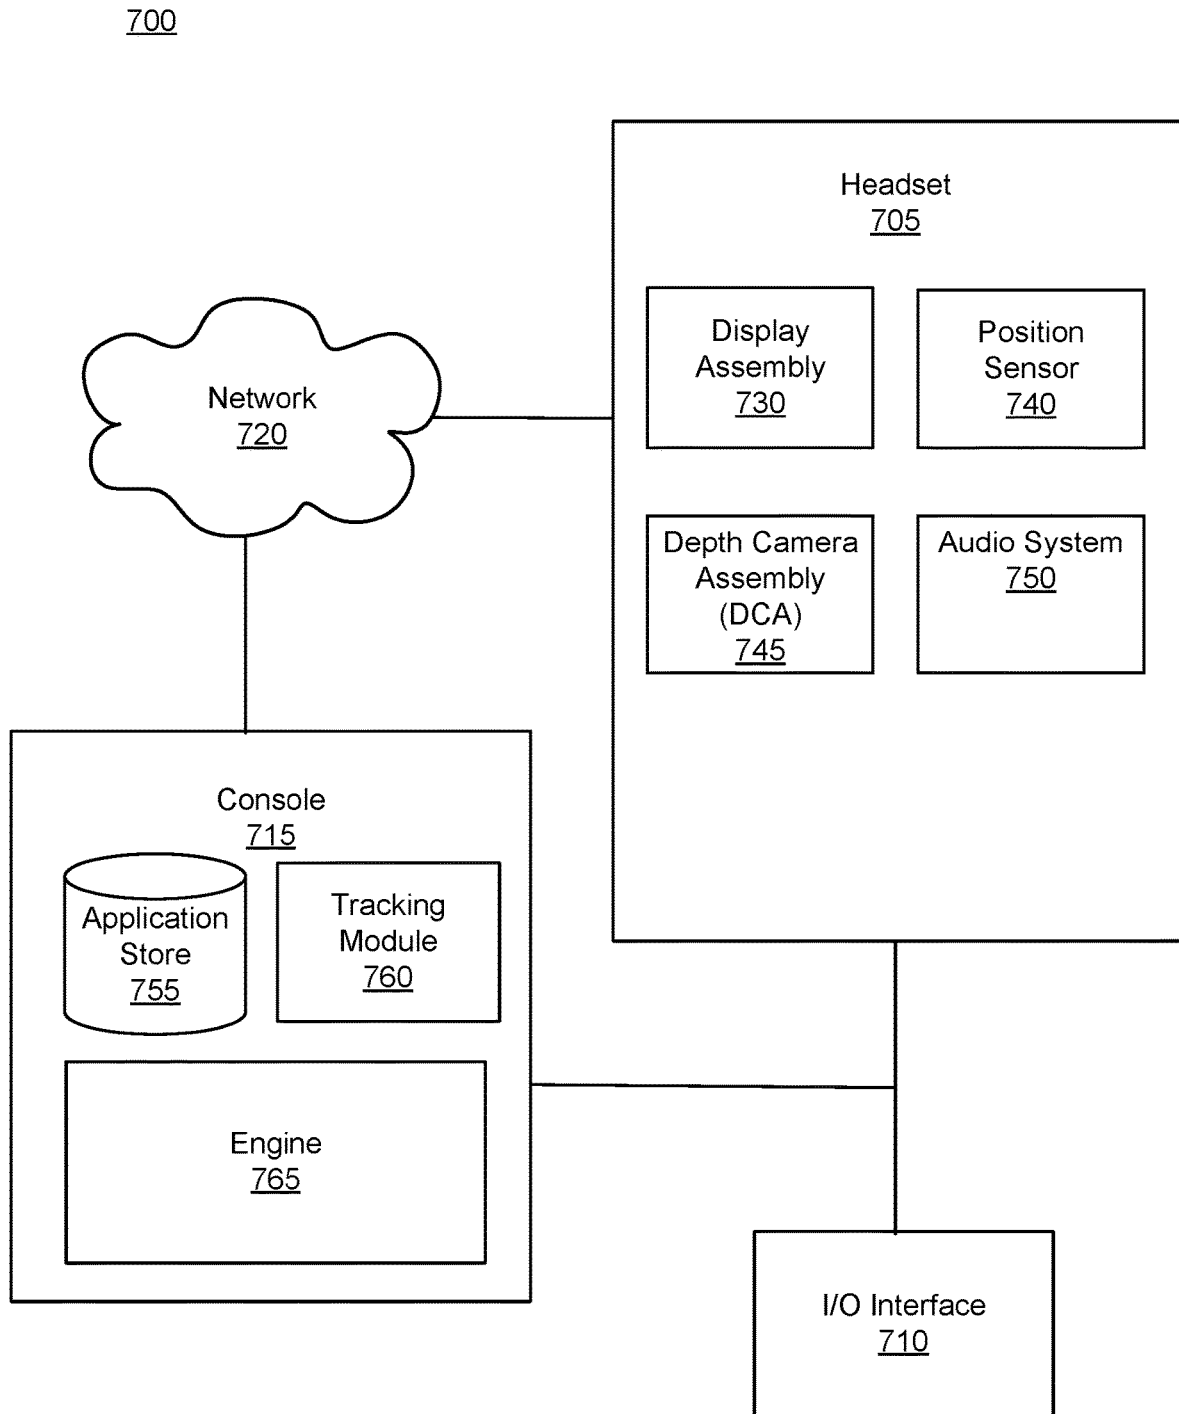 700
Headset
705
Display
Assembly
730
Position
Sensor
740
Network
720
Depth Camera
Assembly
(DCA)
745
Audio System
750
Console
715
Application
Store
755
Tracking
Module
760
Engine
765
I/O Interface
710